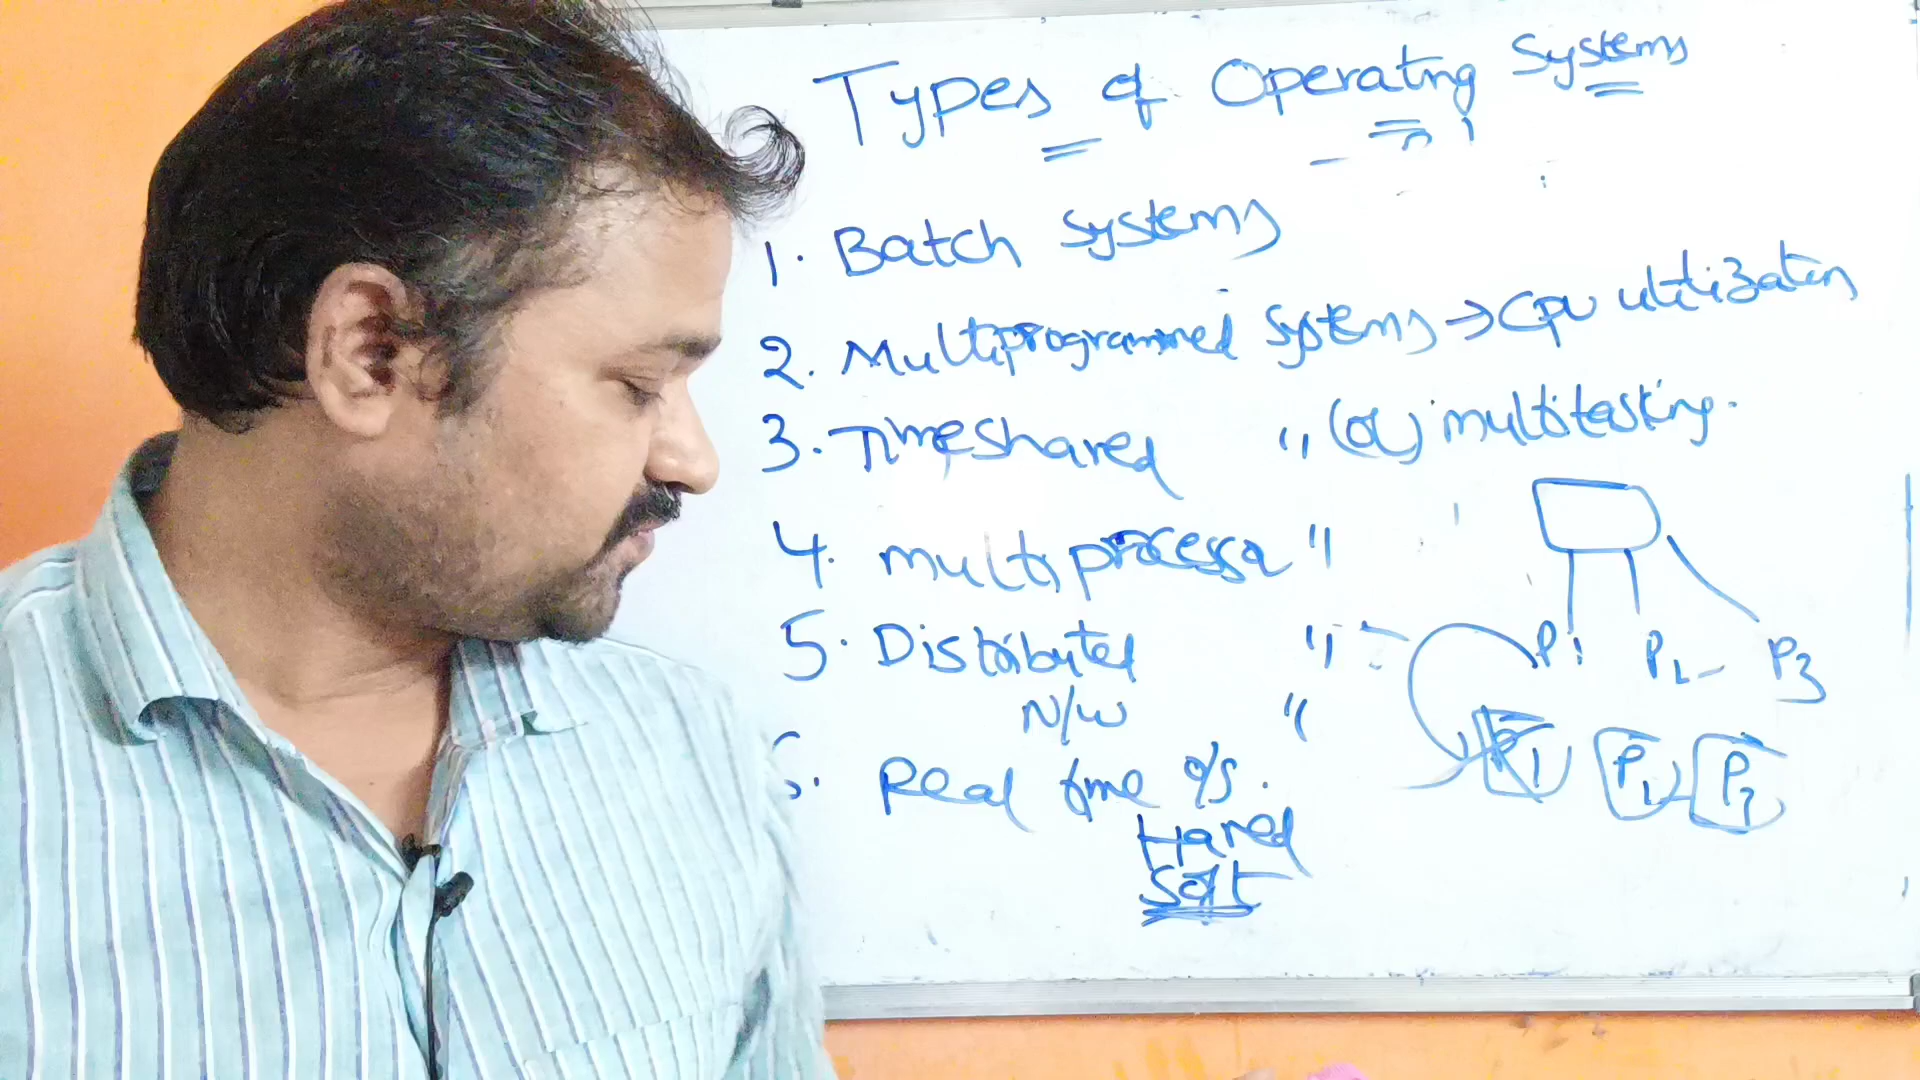 Types of Operating Systems
1. Batch Systems
2. Multiprogrammed Systems → CPU utilization
3. Timeshared " (or) multitasking.
4. multiprocessor "
5. Distributed "
N/W "
6. Real time o/s.
Hared
Soft
P1 P2 P3
P1 P2 P3